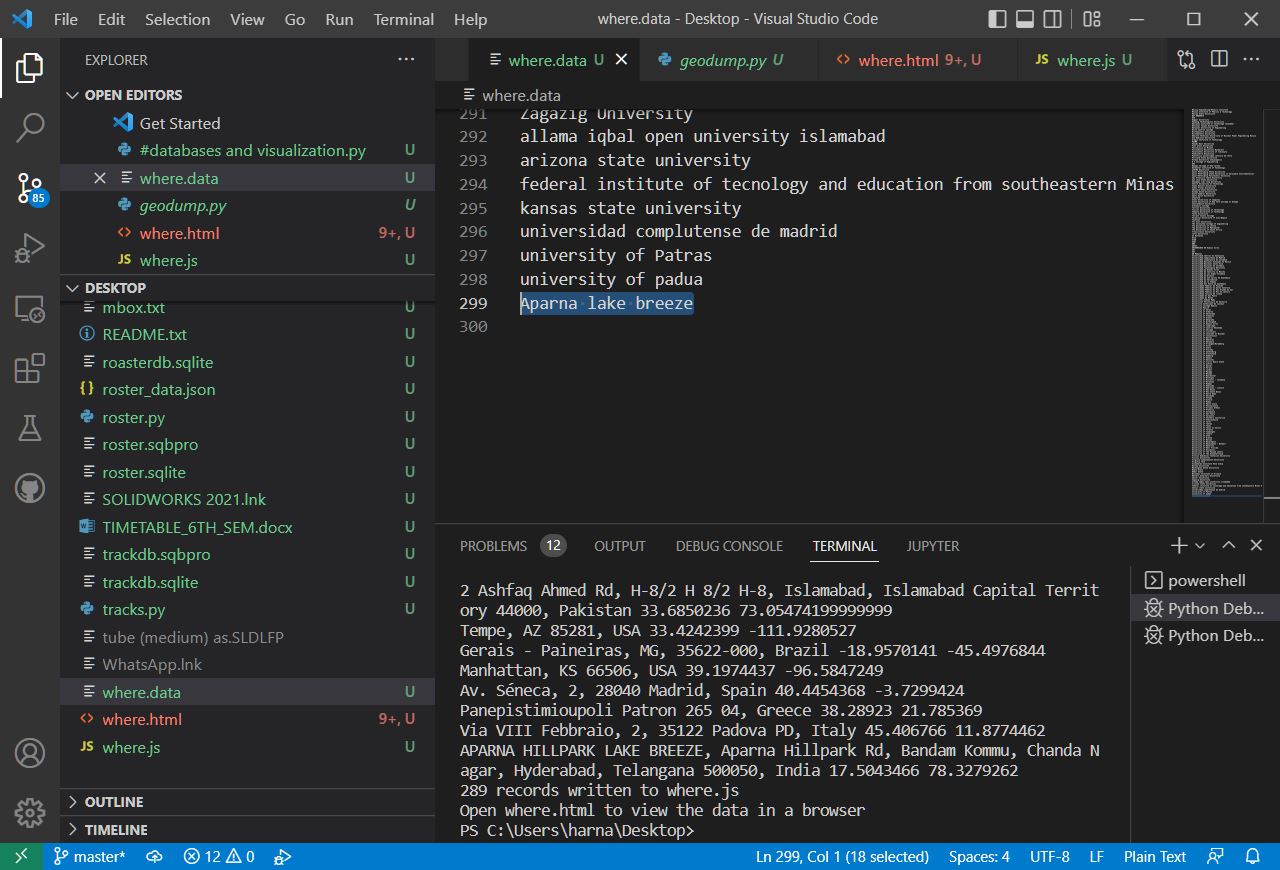 File Edit Selection View Go Run Terminal Help where.data - Desktop - Visual Studio Code
EXPLORER
where.data U geodump.py U where.html 9+, U where.js U
OPEN EDITORS
Get Started
#databases and visualization.py U
where.data U
geodump.py U
where.html 9+, U
where.js U
DESKTOP
mbox.txt U
README.txt U
roasterdb.sqlite U
roster_data.json U
roster.py U
roster.sqbpro U
roster.sqlite U
SOLIDWORKS 2021.lnk U
TIMETABLE_6TH_SEM.docx U
trackdb.sqbpro U
trackdb.sqlite U
tracks.py U
tube (medium) as.SLDLFP
WhatsApp.lnk
where.data U
where.html 9+, U
where.js U
OUTLINE
TIMELINE
85
where.data
291 Zagazig University
292 allama iqbal open university islamabad
293 arizona state university
294 federal institute of tecnology and education from southeastern Minas
295 kansas state university
296 universidad complutense de madrid
297 university of Patras
298 university of padua
299 Aparna lake breeze
300
PROBLEMS 12 OUTPUT DEBUG CONSOLE TERMINAL JUPYTER
2 Ashfaq Ahmed Rd, H-8/2 H 8/2 H-8, Islamabad, Islamabad Capital Territ
ory 44000, Pakistan 33.6850236 73.05474199999999
Tempe, AZ 85281, USA 33.4242399 -111.9280527
Gerais - Paineiras, MG, 35622-000, Brazil -18.9570141 -45.4976844
Manhattan, KS 66506, USA 39.1974437 -96.5847249
Av. Séneca, 2, 28040 Madrid, Spain 40.4454368 -3.7299424
Panepistimioupoli Patron 265 04, Greece 38.28923 21.785369
Via VIII Febbraio, 2, 35122 Padova PD, Italy 45.406766 11.8774462
APARNA HILLPARK LAKE BREEZE, Aparna Hillpark Rd, Bandam Kommu, Chanda N
agar, Hyderabad, Telangana 500050, India 17.5043466 78.3279262
289 records written to where.js
Open where.html to view the data in a browser
PS C:\Users\harna\Desktop>
powershell
Python Deb...
Python Deb...
master* 12 0 Ln 299, Col 1 (18 selected) Spaces: 4 UTF-8 LF Plain Text